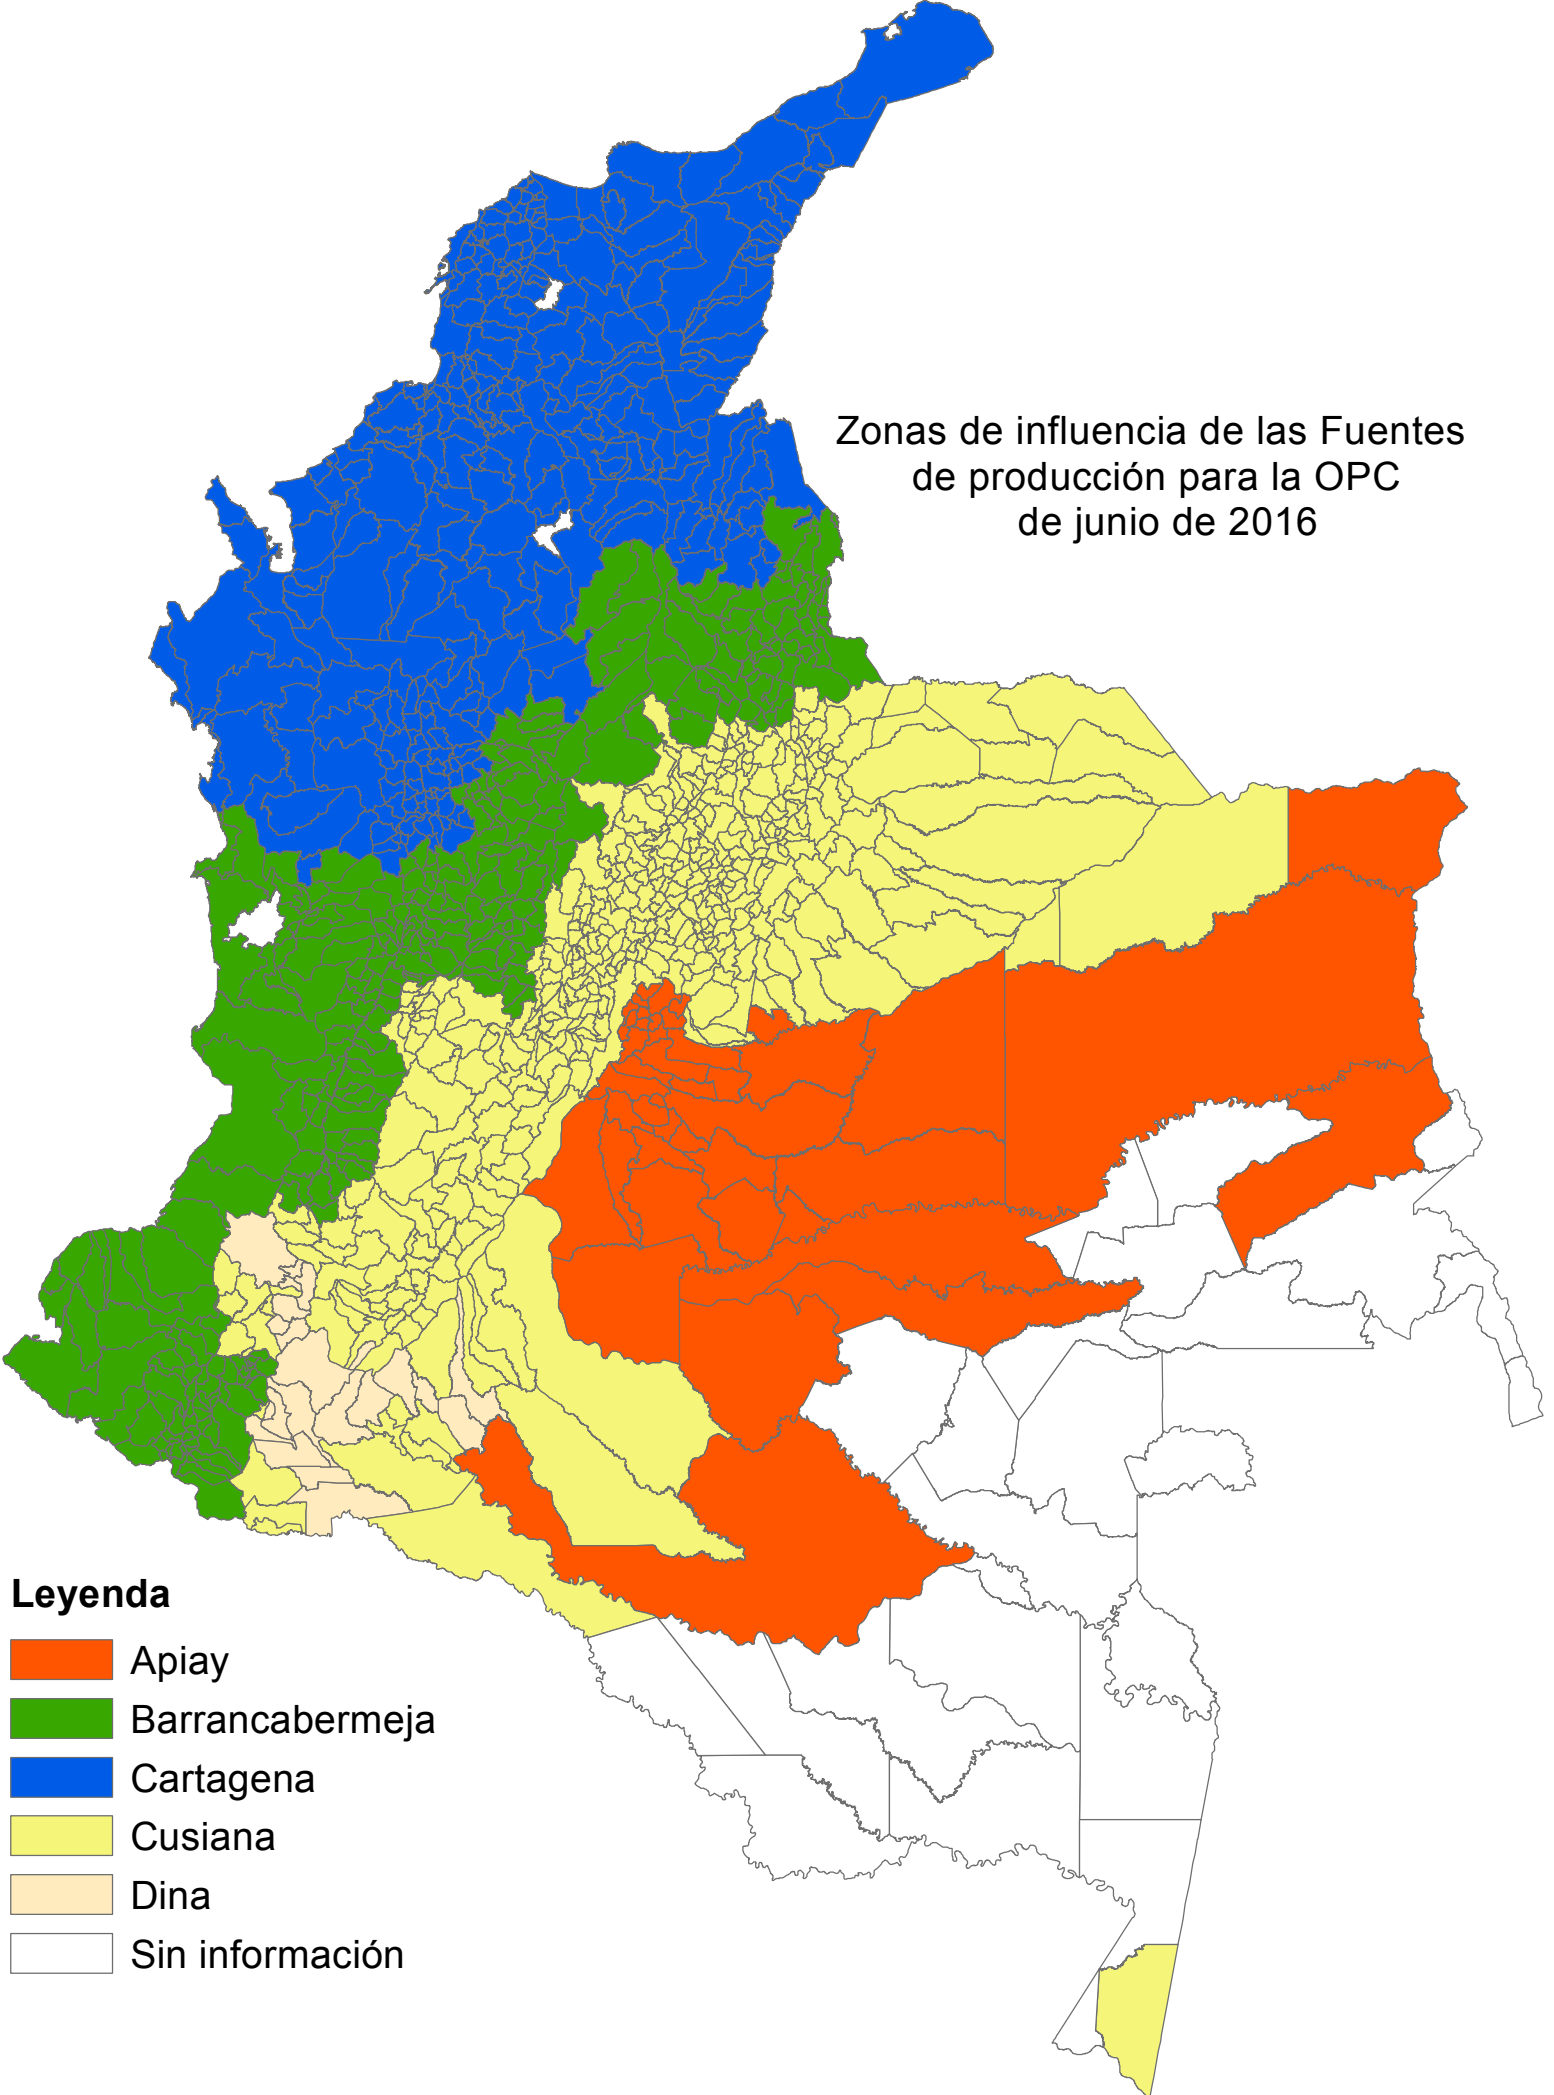 Zonas de influencia de las Fuentes
de producción para la OPC
de junio de 2016
Leyenda
Apiay
Barrancabermeja
Cartagena
Cusiana
Dina
Sin información